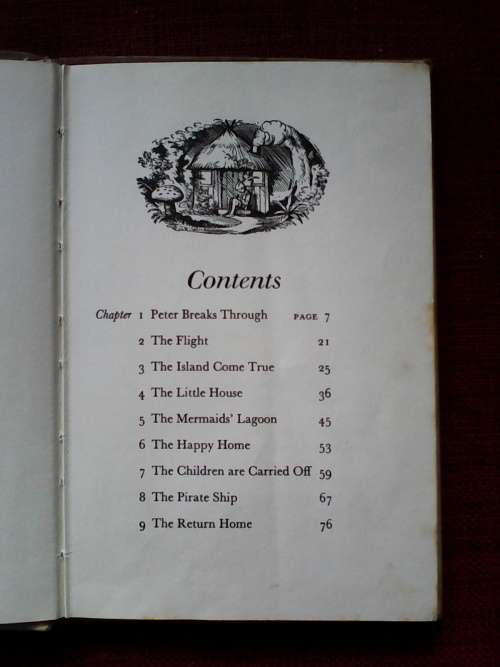 Contents
Chapter 1 Peter Breaks Through PAGE 7
2 The Flight 21
3 The Island Come True 25
4 The Little House 36
5 The Mermaids' Lagoon 45
6 The Happy Home 53
7 The Children are Carried Off 59
8 The Pirate Ship 67
9 The Return Home 76